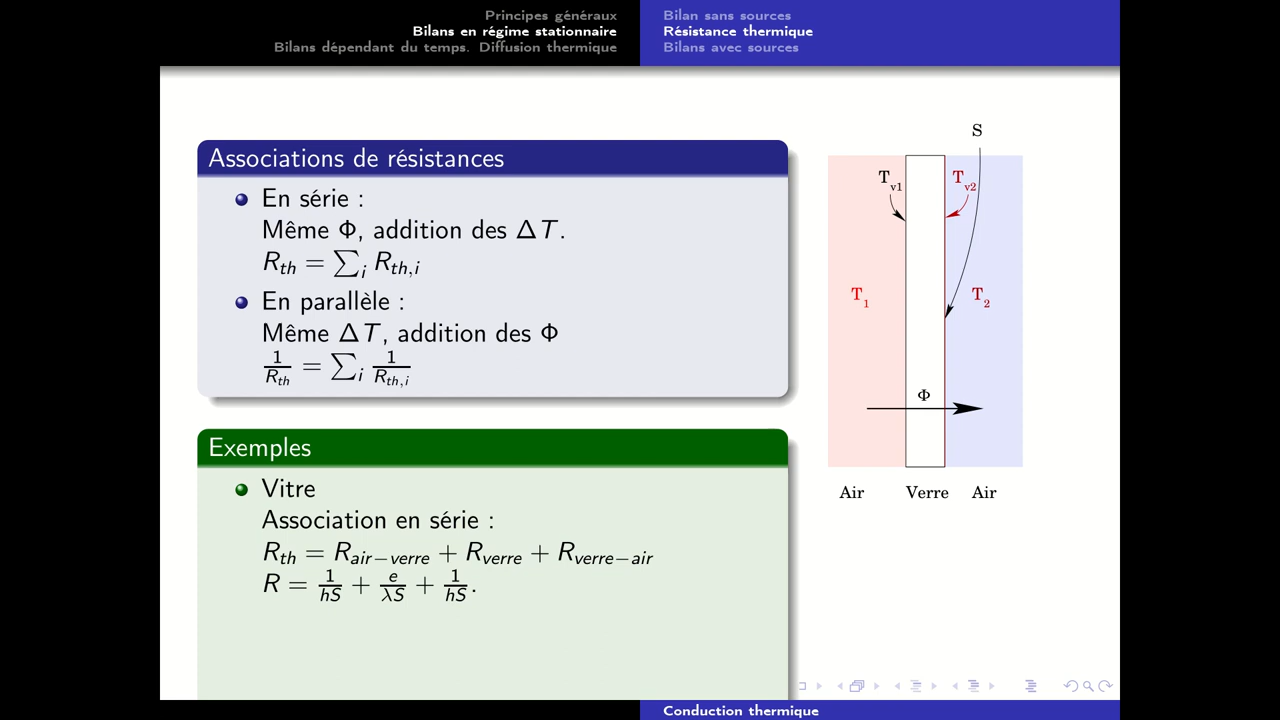 Principes généraux
Bilans en régime stationnaire
Bilans dépendant du temps. Diffusion thermique
Bilan sans sources
Résistance thermique
Bilans avec sources
Associations de résistances
En série :
Même Φ, addition des ΔT.
R_th = ∑_i R_th,i
En parallèle :
Même ΔT, addition des Φ
1/R_th = ∑_i 1/R_th,i
Exemples
Vitre
Association en série :
R_th = R_air−verre + R_verre + R_verre−air
R = 1/hS + e/λS + 1/hS.
S
T_v1 T_v2
T_1 T_2
Φ
Air Verre Air
Conduction thermique